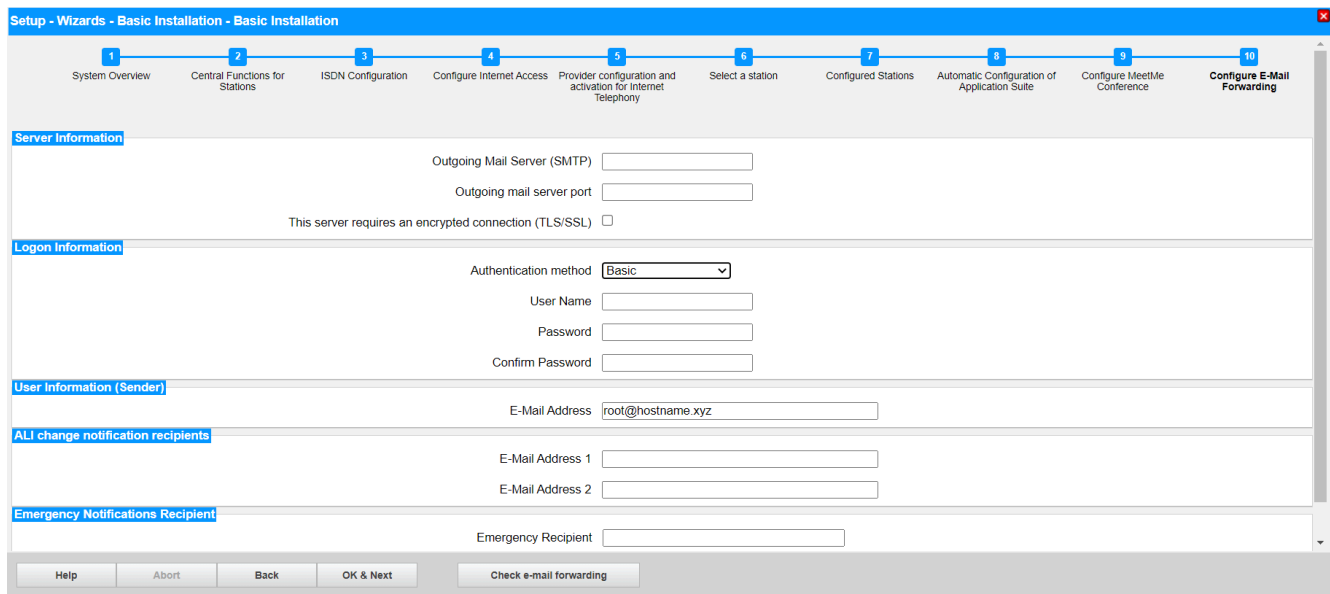 Setup - Wizards - Basic Installation - Basic Installation
1 2 3 4 5 6 7 8 9 10
System Overview
Central Functions for
Stations
ISDN Configuration
Configure Internet Access
Provider configuration and
activation for Internet
Telephony
Select a station
Configured Stations
Automatic Configuration of
Application Suite
Configure MeetMe
Conference
Configure E-Mail
Forwarding
Server Information
Outgoing Mail Server (SMTP)
Outgoing mail server port
This server requires an encrypted connection (TLS/SSL)
Logon Information
Authentication method Basic
User Name
Password
Confirm Password
User Information (Sender)
E-Mail Address root@hostname.xyz
ALI change notification recipients
E-Mail Address 1
E-Mail Address 2
Emergency Notifications Recipient
Emergency Recipient
Help Abort Back OK & Next Check e-mail forwarding